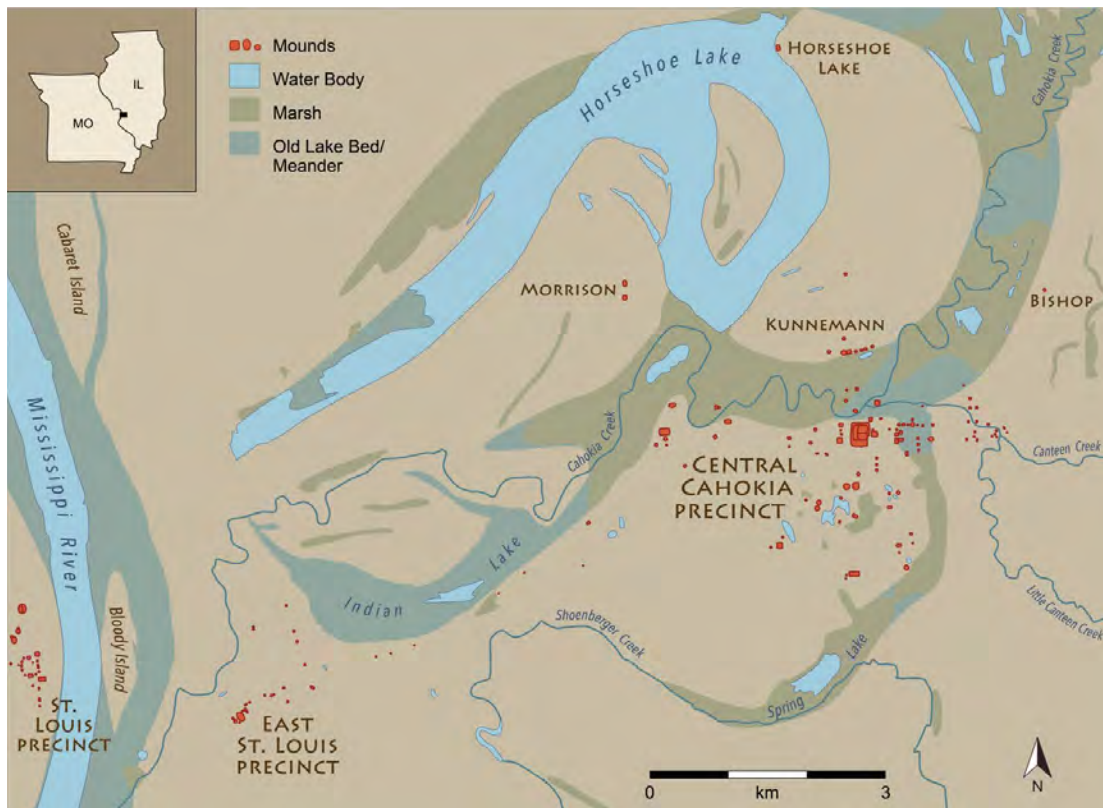 MO
IL
Mounds
Water Body
Marsh
Old Lake Bed/
Meander
Horseshoe Lake
HORSESHOE
LAKE
Cahokia Creek
Cabaret Island
MORRISON
KUNNEMANN
BISHOP
Mississippi River
Cahokia Creek
CENTRAL
CAHOKIA
PRECINCT
Canteen Creek
Indian Lake
Bloody Island
Shoenberger Creek
Little Canteen Creek
Spring Lake
ST.
LOUIS
PRECINCT
EAST
ST. LOUIS
PRECINCT
0
3
km
N